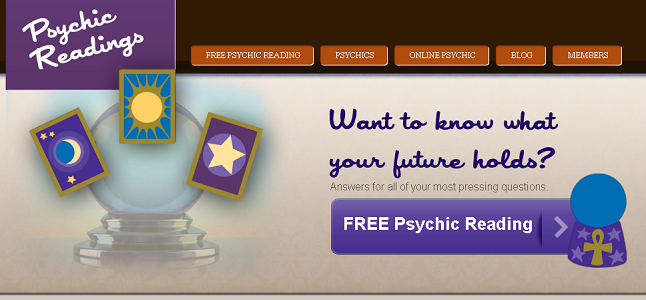 Psychic
Readings
FREE PSYCHIC READING
PSYCHICS
ONLINE PSYCHIC
BLOG
MEMBERS
Want to know what
your future holds?
Answers for all of your most pressing questions.
FREE Psychic Reading